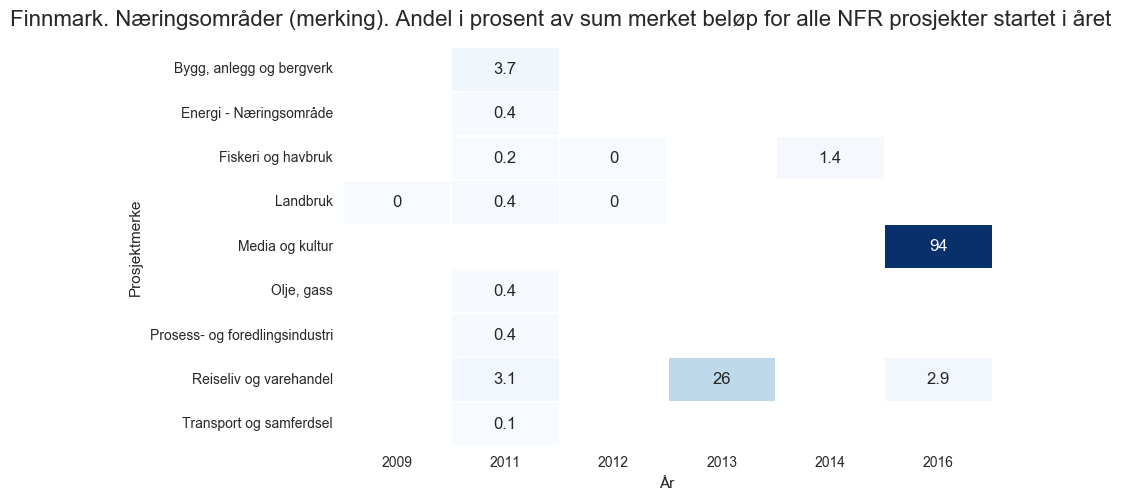 Finnmark. Næringsområder (merking). Andel i prosent av sum merket beløp for alle NFR prosjekter startet i året
Prosjektmerke
Bygg, anlegg og bergverk 3.7
Energi - Næringsområde 0.4
Fiskeri og havbruk 0.2 0 1.4
Landbruk 0 0.4 0
Media og kultur 94
Olje, gass 0.4
Prosess- og foredlingsindustri 0.4
Reiseliv og varehandel 3.1 26 2.9
Transport og samferdsel 0.1
2009 2011 2012 2013 2014 2016
År